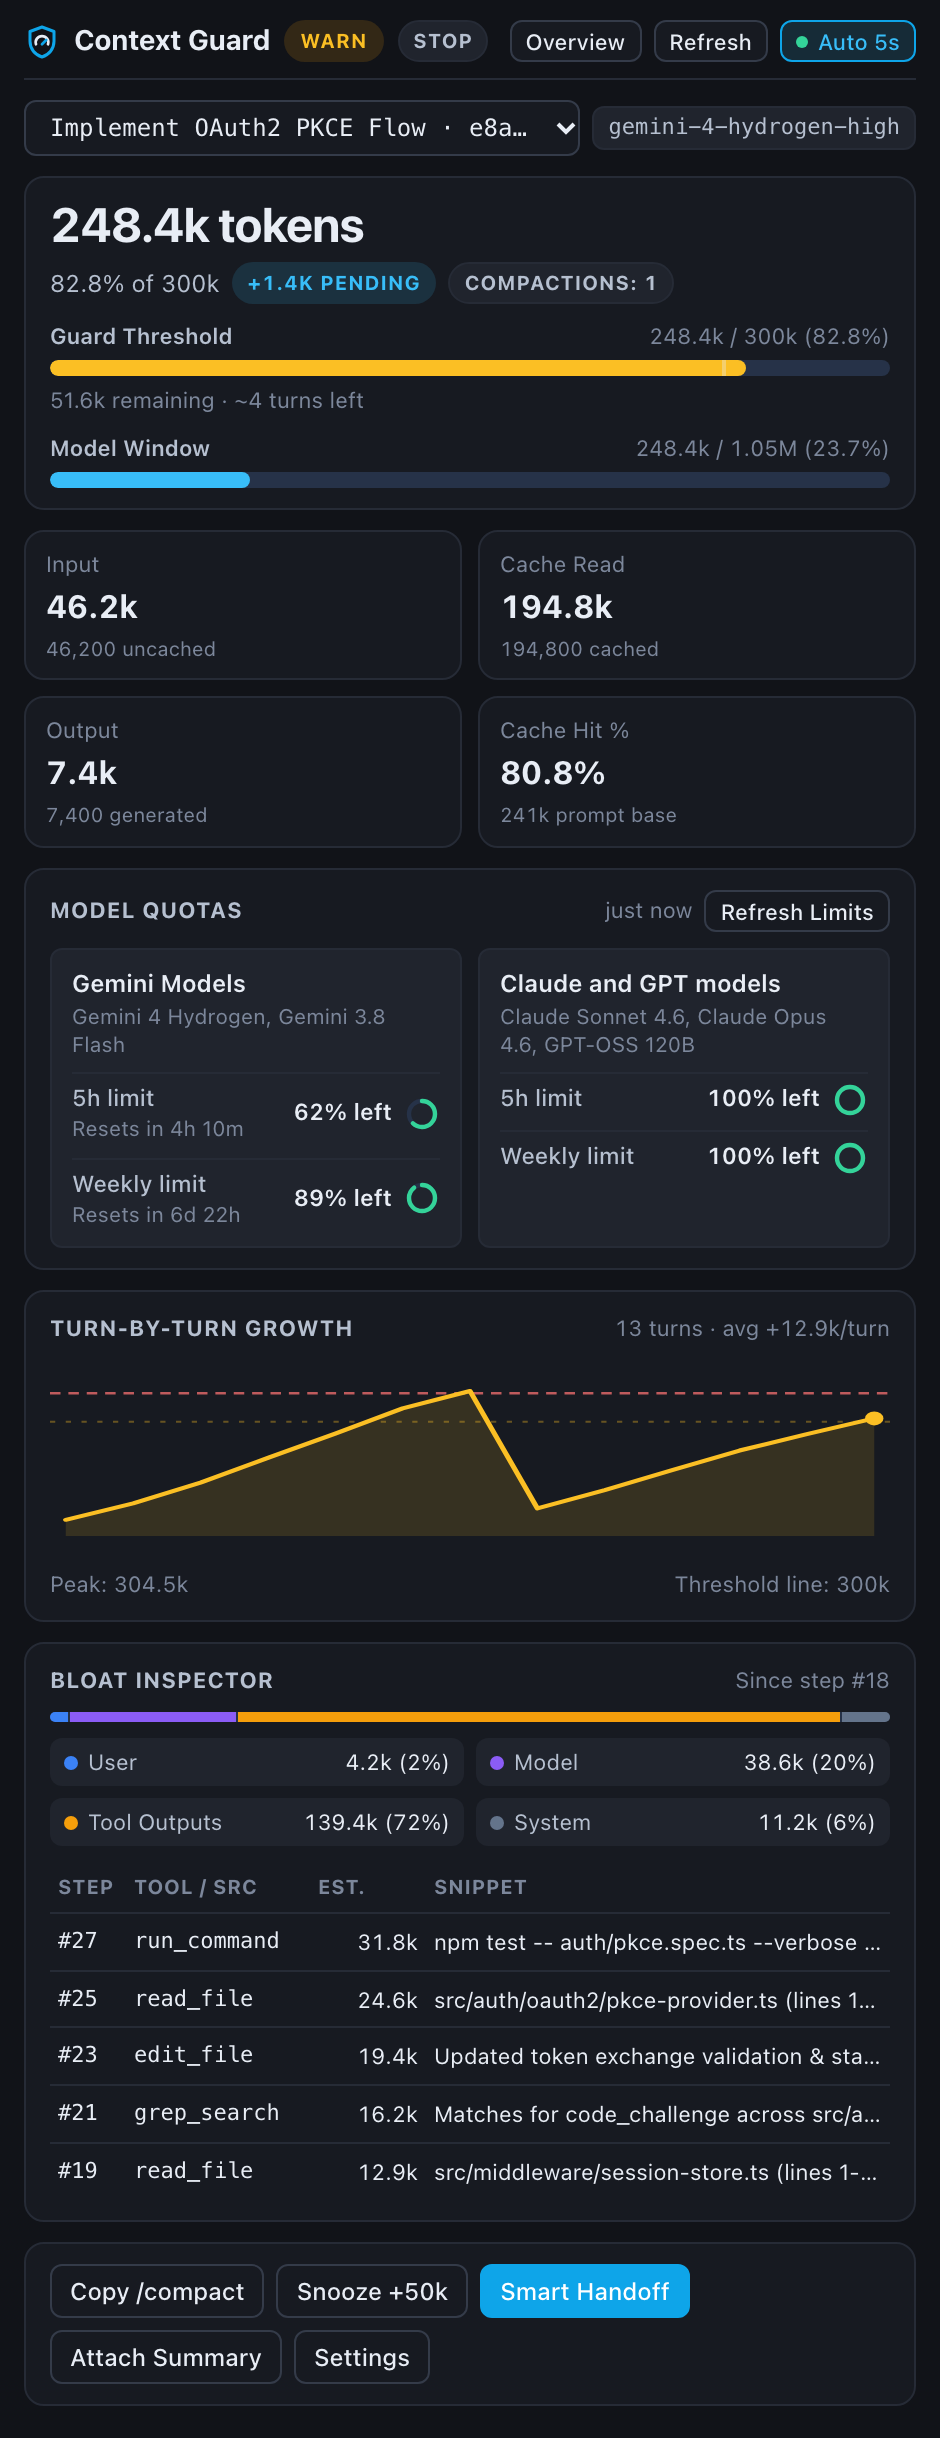 Context Guard WARN STOP Overview Refresh Auto 5s
Implement OAuth2 PKCE Flow · e8a… gemini-4-hydrogen-high
248.4k tokens
82.8% of 300k +1.4K PENDING COMPACTIONS: 1
Guard Threshold 248.4k / 300k (82.8%)
51.6k remaining · ~4 turns left
Model Window 248.4k / 1.05M (23.7%)
Input
46.2k
46,200 uncached
Cache Read
194.8k
194,800 cached
Output
7.4k
7,400 generated
Cache Hit %
80.8%
241k prompt base
MODEL QUOTAS just now Refresh Limits
Gemini Models
Gemini 4 Hydrogen, Gemini 3.8
Flash
5h limit 62% left
Resets in 4h 10m
Weekly limit 89% left
Resets in 6d 22h
Claude and GPT models
Claude Sonnet 4.6, Claude Opus
4.6, GPT-OSS 120B
5h limit 100% left
Weekly limit 100% left
TURN-BY-TURN GROWTH 13 turns · avg +12.9k/turn
Peak: 304.5k Threshold line: 300k
BLOAT INSPECTOR Since step #18
User 4.2k (2%) Model 38.6k (20%)
Tool Outputs 139.4k (72%) System 11.2k (6%)
STEP TOOL / SRC EST. SNIPPET
#27 run_command 31.8k npm test -- auth/pkce.spec.ts --verbose ...
#25 read_file 24.6k src/auth/oauth2/pkce-provider.ts (lines 1...
#23 edit_file 19.4k Updated token exchange validation & sta...
#21 grep_search 16.2k Matches for code_challenge across src/a...
#19 read_file 12.9k src/middleware/session-store.ts (lines 1-...
Copy /compact Snooze +50k Smart Handoff
Attach Summary Settings